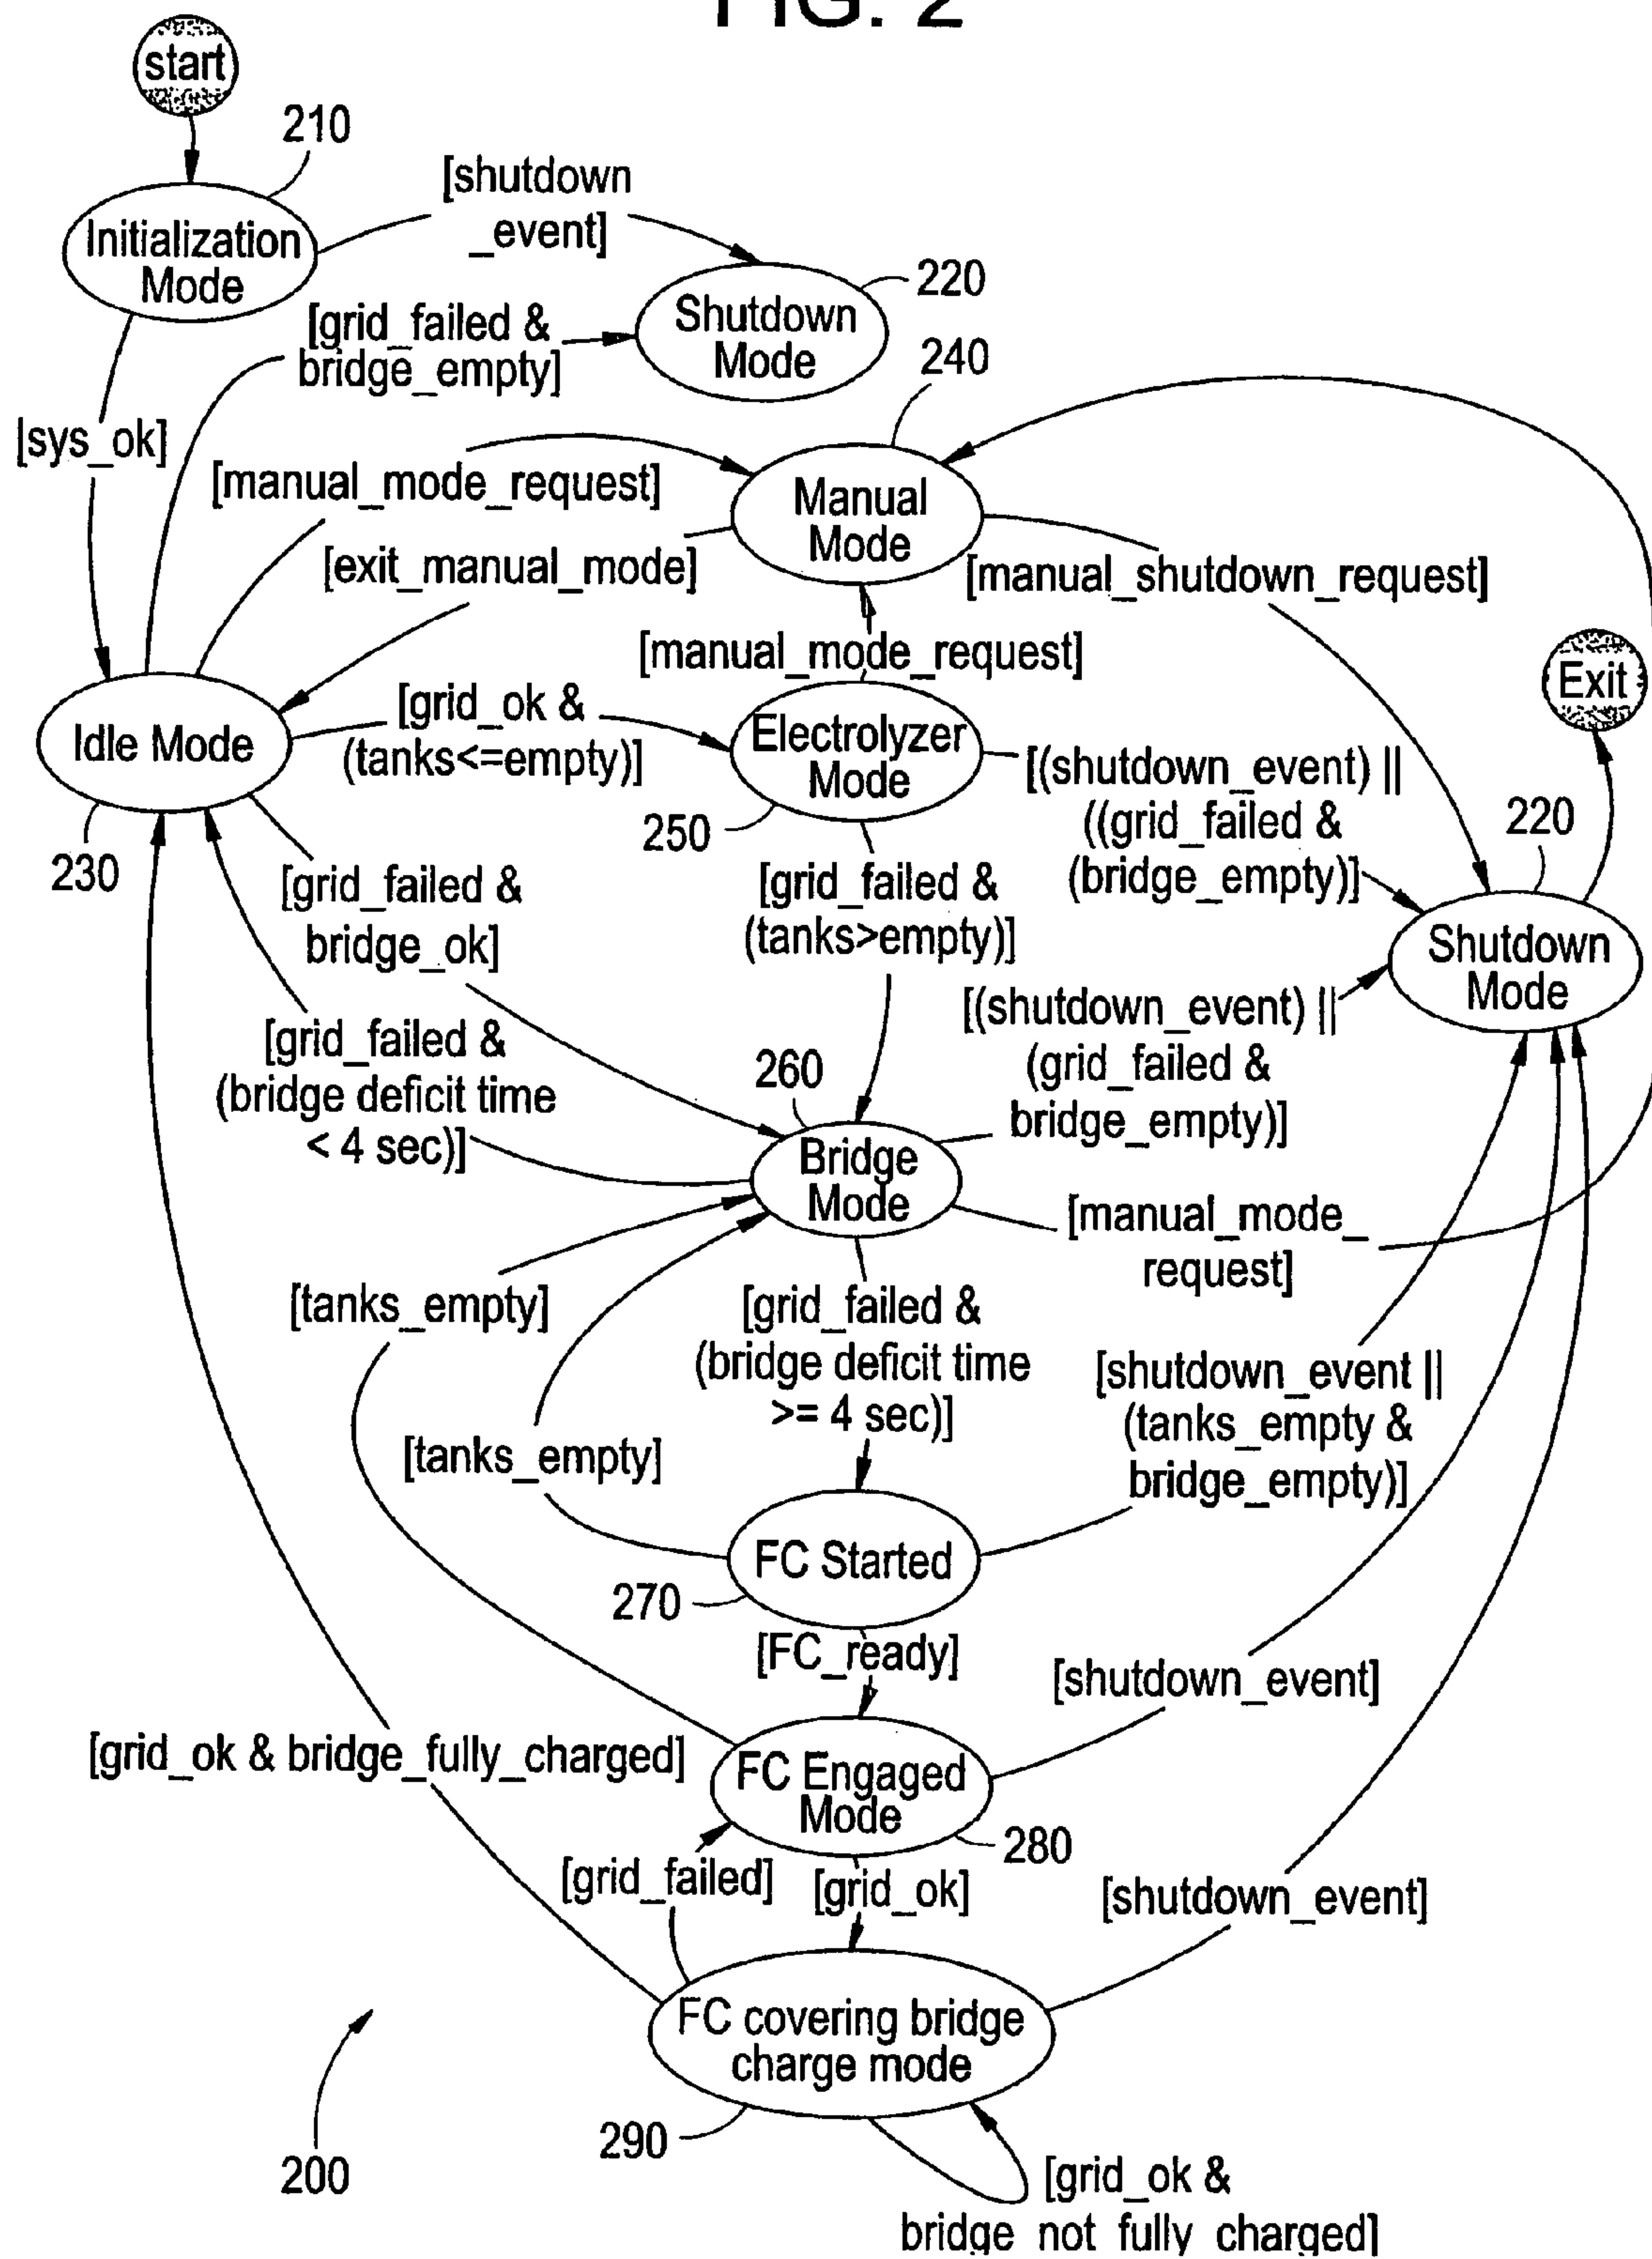 FIG. 2
start
210
[shutdown
_event]
Initialization
Mode
220
Shutdown
Mode
[grid_failed &
bridge_empty]
240
[sys_ok]
[manual_mode_request]
Manual
Mode
[exit_manual_mode]
[manual_shutdown_request]
[manual_mode_request]
Exit
Idle Mode
[grid_ok &
(tanks<=empty)]
Electrolyzer
Mode
[(shutdown_event) ||
((grid_failed &
(bridge_empty)]
220
250
230
[grid_failed &
bridge_ok]
[grid_failed &
(tanks>empty)]
Shutdown
Mode
[(shutdown_event) ||
(grid_failed &
bridge_empty)]
[grid_failed &
(bridge deficit time
< 4 sec)]
260
Bridge
Mode
[manual_mode_
request]
[tanks_empty]
[grid_failed &
(bridge deficit time
>= 4 sec)]
[shutdown_event ||
(tanks_empty &
bridge_empty)]
[tanks_empty]
FC Started
270
[FC_ready]
[shutdown_event]
[grid_ok & bridge_fully_charged]
FC Engaged
Mode
280
[grid_failed]
[grid_ok]
[shutdown_event]
FC covering bridge
charge mode
290
200
[grid_ok &
bridge_not_fully_charged]